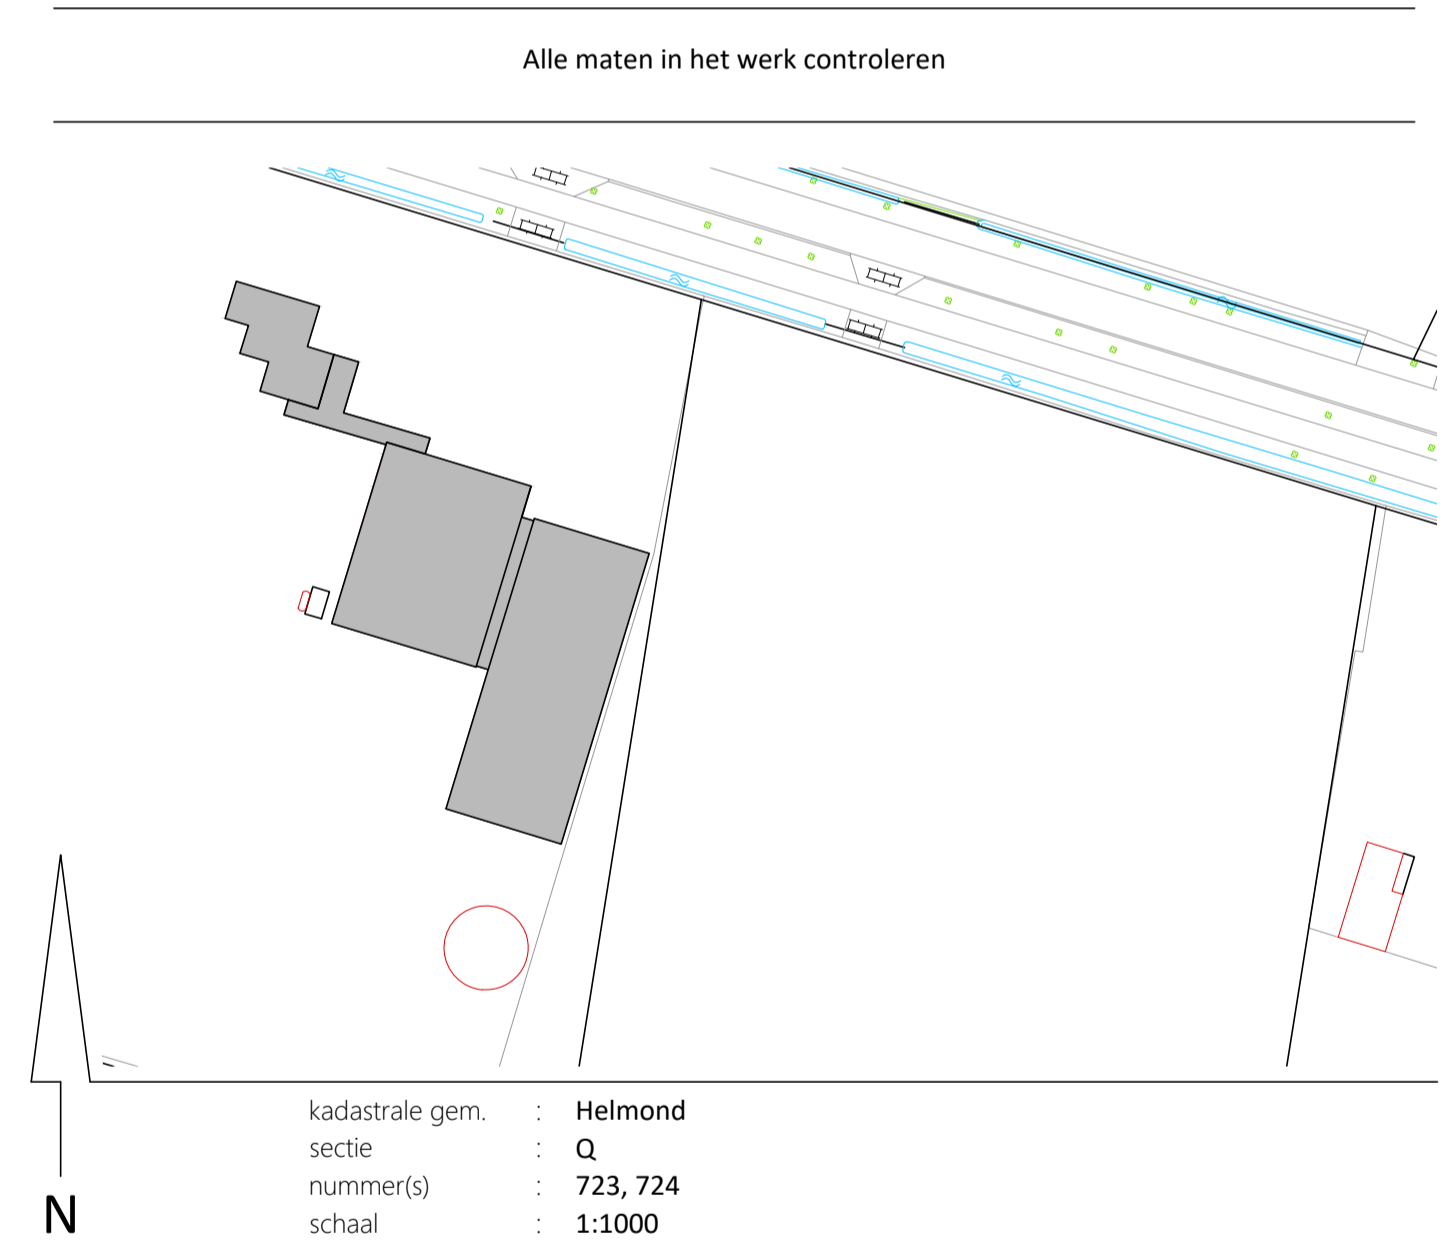 Alle maten in het werk controleren
kadastrale gem. : Helmond
sectie : Q
nummer(s) : 723, 724
schaal : 1:1000
N